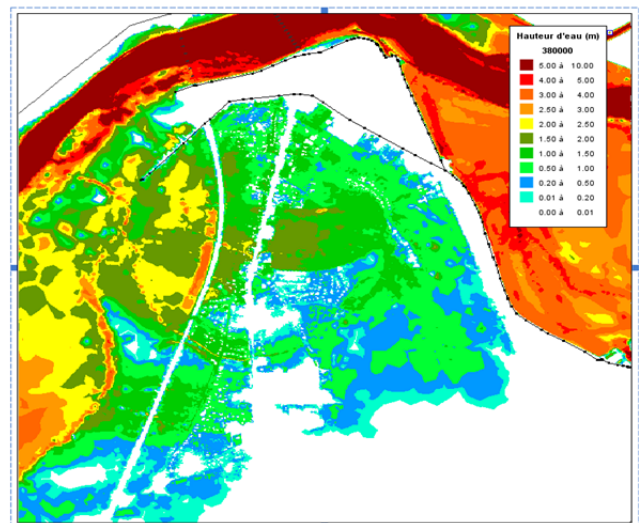 Hauteur d'eau (m)
380000
5.00 à 10.00
4.00 à 5.00
3.00 à 4.00
2.50 à 3.00
2.00 à 2.50
1.50 à 2.00
1.00 à 1.50
0.50 à 1.00
0.20 à 0.50
0.01 à 0.20
0.00 à 0.01